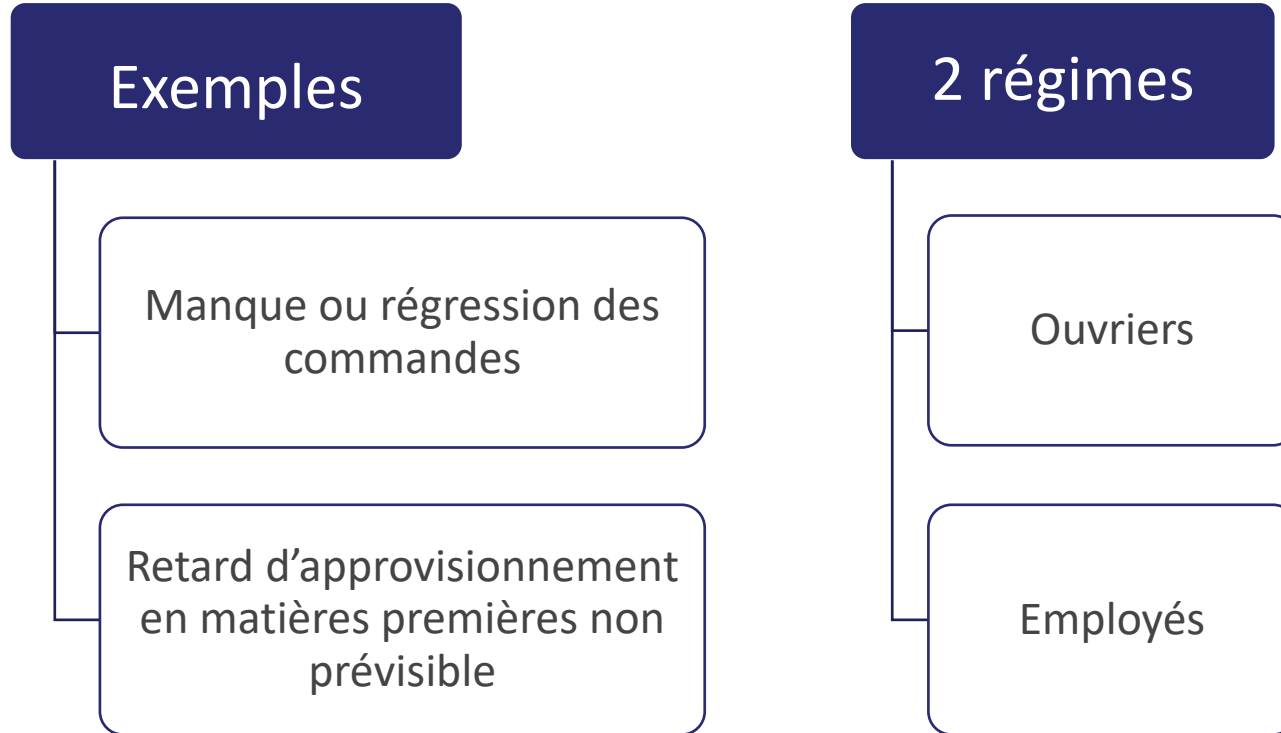 Exemples
Manque ou régression des
commandes
Retard d’approvisionnement
en matières premières non
prévisible
2 régimes
Ouvriers
Employés